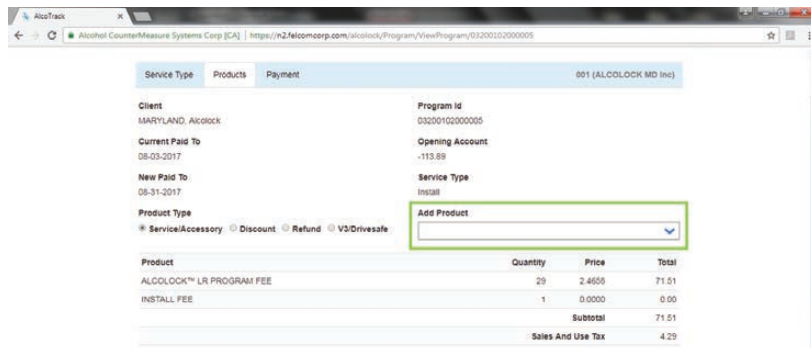 AlcoTrack
Alcohol CounterMeasure Systems Corp [CA] https://n2.felcomcorp.com/alcolock/Program/ViewProgram/03200102000005
Service Type Products Payment 001 (ALCOLOCK MD Inc)
Client Program Id
MARYLAND, Alcolock 03200102000005
Current Paid To Opening Account
08-03-2017 -113.89
New Paid To Service Type
08-31-2017 Install
Product Type Add Product
Service/Accessory Discount Refund V3/Drivesafe
Product Quantity Price Total
ALCOLOCK™ LR PROGRAM FEE 29 2.4658 71.51
INSTALL FEE 1 0.0000 0.00
Subtotal 71.51
Sales And Use Tax 4.29